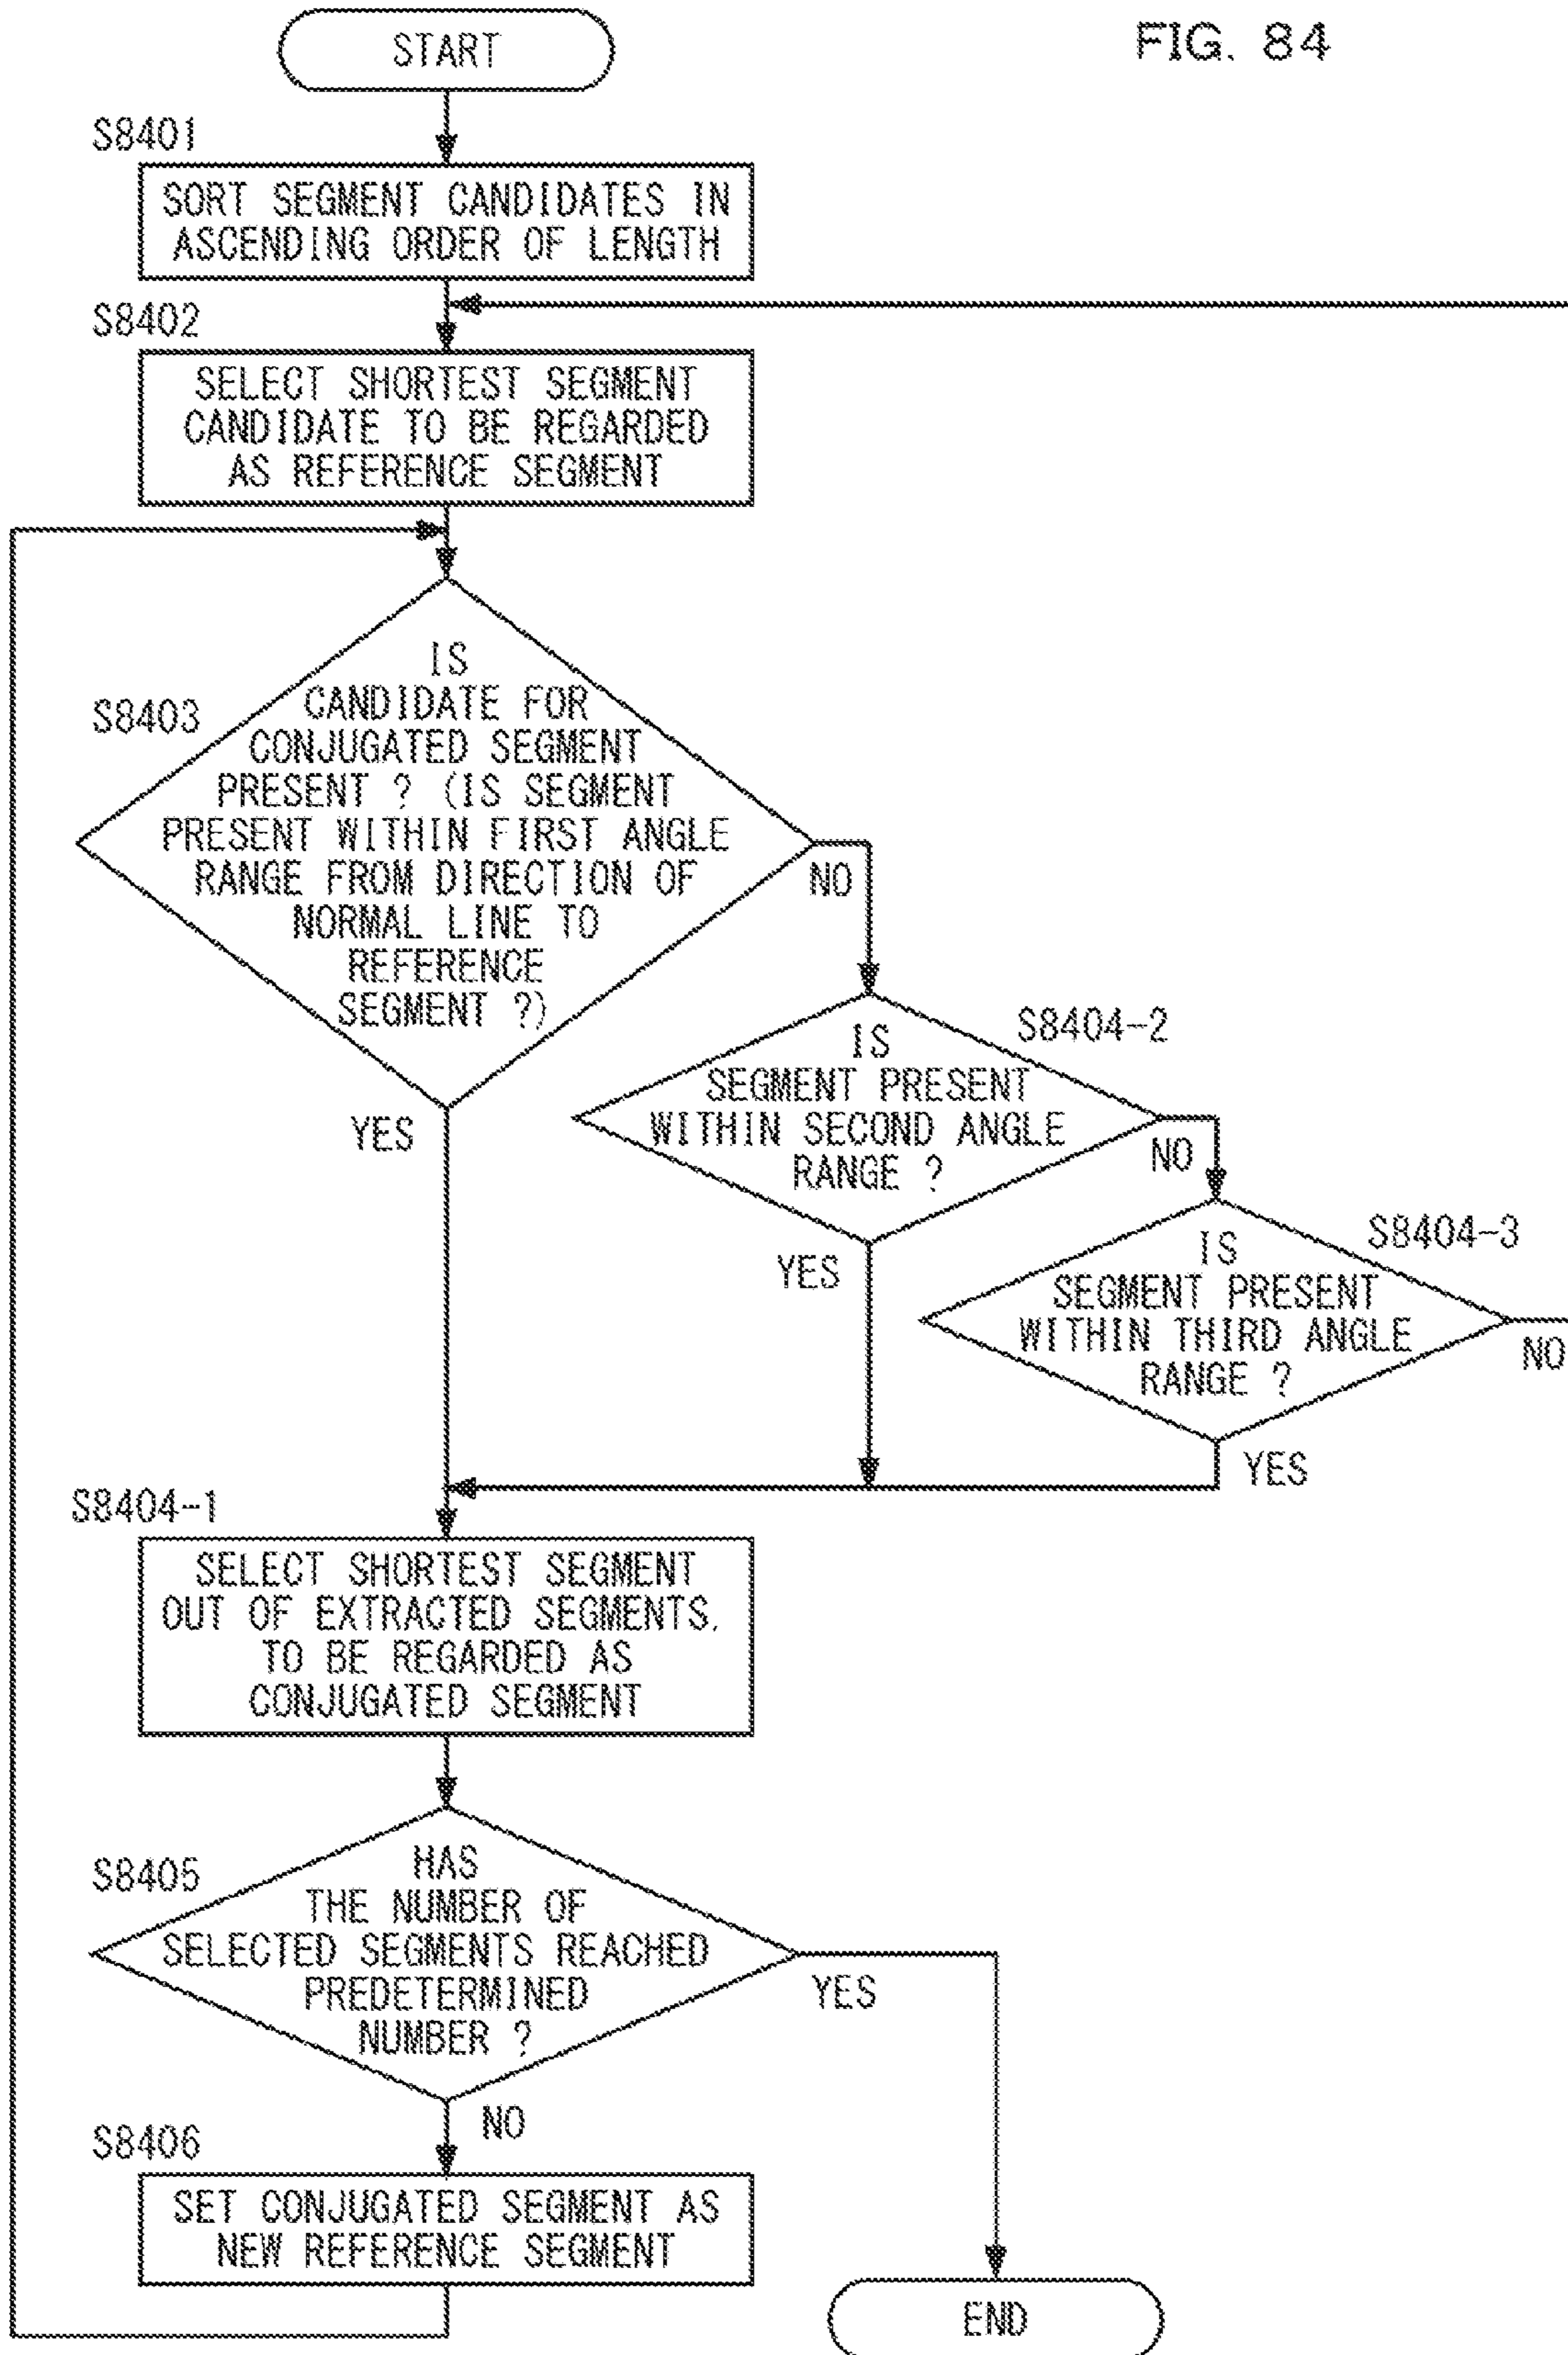 FIG. 84
START
S8401
SORT SEGMENT CANDIDATES IN
ASCENDING ORDER OF LENGTH
S8402
SELECT SHORTEST SEGMENT
CANDIDATE TO BE REGARDED
AS REFERENCE SEGMENT
S8403
IS
CANDIDATE FOR
CONJUGATED SEGMENT
PRESENT ? (IS SEGMENT
PRESENT WITHIN FIRST ANGLE
RANGE FROM DIRECTION OF
NORMAL LINE TO
REFERENCE
SEGMENT ?)
NO
YES
S8404-2
IS
SEGMENT PRESENT
WITHIN SECOND ANGLE
RANGE ?
NO
YES
S8404-3
IS
SEGMENT PRESENT
WITHIN THIRD ANGLE
RANGE ?
NO
YES
S8404-1
SELECT SHORTEST SEGMENT
OUT OF EXTRACTED SEGMENTS,
TO BE REGARDED AS
CONJUGATED SEGMENT
S8405
HAS
THE NUMBER OF
SELECTED SEGMENTS REACHED
PREDETERMINED
NUMBER ?
YES
NO
S8406
SET CONJUGATED SEGMENT AS
NEW REFERENCE SEGMENT
END